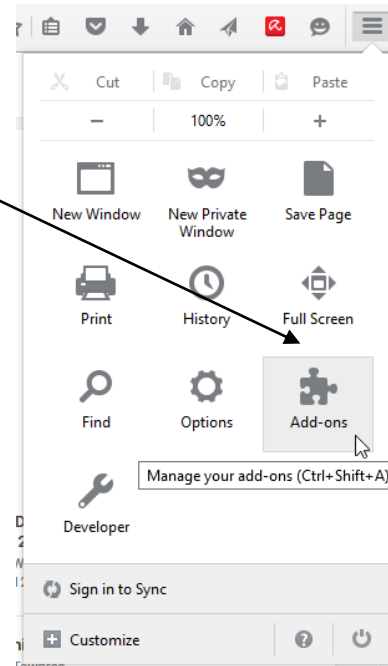 Cut Copy Paste
− 100% +
New Window New Private Window Save Page
Print History Full Screen
Find Options Add-ons
Manage your add-ons (Ctrl+Shift+A)
Developer
Sign in to Sync
Customize